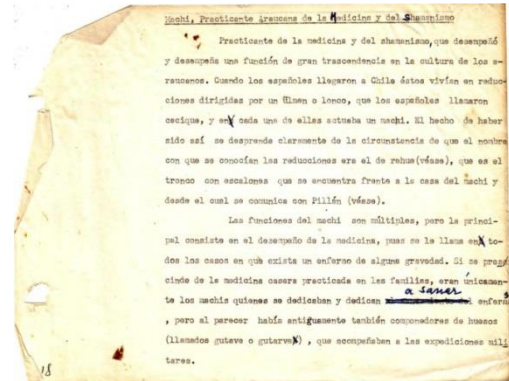 Machi, Practicante Araucana de la Medicina y del Shamanismo
Practicante de la medicina y del shamanismo, que desempeñó
y desempeña una función de gran trascendencia en la cultura de los a-
raucanos. Cuando los españoles llegaron a Chile éstos vivían en reduc-
ciones dirigidas por un Ülmen o lonco, que los españoles llamaron
cacique, y en cada una de ellas actuaba un machi. El hecho de haber
sido así se desprende claramente de la circunstancia de que el nombre
con que se conocían las reducciones era el de rehue(véase), que es el
tronco con escalones que se encuentra frente a la casa del machi y
desde el cual se comunica con Pillán (véase).
Las funciones del machi son múltiples, pero la princi-
pal consiste en el desempeño de la medicina, pues se le llama en to-
dos los casos en que exista un enfermo de alguna gravedad. Si se pres
cinde de la medicina casera practicada en las familias, eran únicamen-
te los machis quienes se dedicaban y dedican a sanar enfermos
, pero al parecer había antiguamente también componedores de huesos
(llamados gutave o gutarve), que acompañaban a las expediciones mili
tares.
18